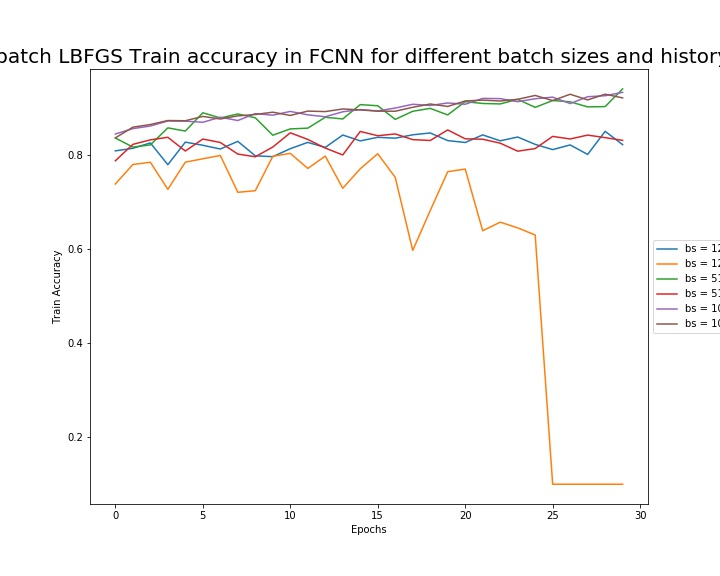 batch LBFGS Train accuracy in FCNN for different batch sizes and history
Train Accuracy
0.8
0.6
0.4
0.2
0 5 10 15 20 25 30
Epochs
bs = 12
bs = 12
bs = 51
bs = 51
bs = 10
bs = 10